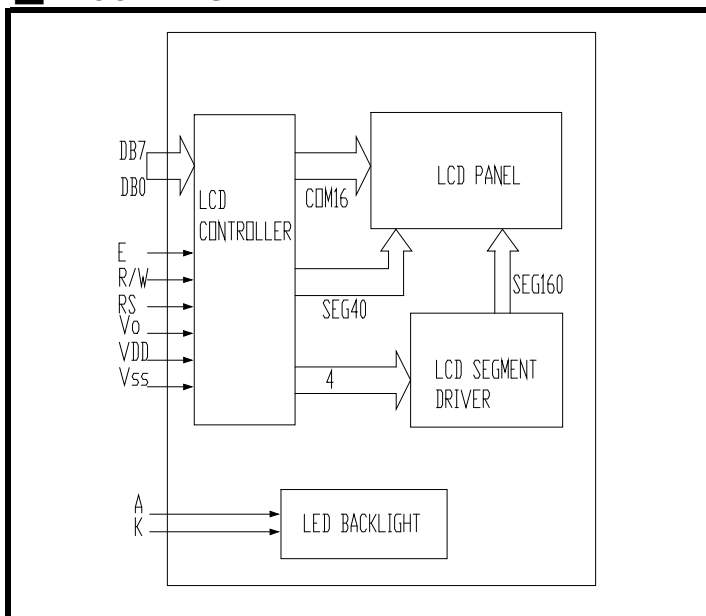 DB7
DB0
E
R/W
RS
Vo
VDD
Vss
LCD
CONTROLLER
COM16
SEG40
4
LCD PANEL
SEG160
LCD SEGMENT
DRIVER
A
K
LED BACKLIGHT